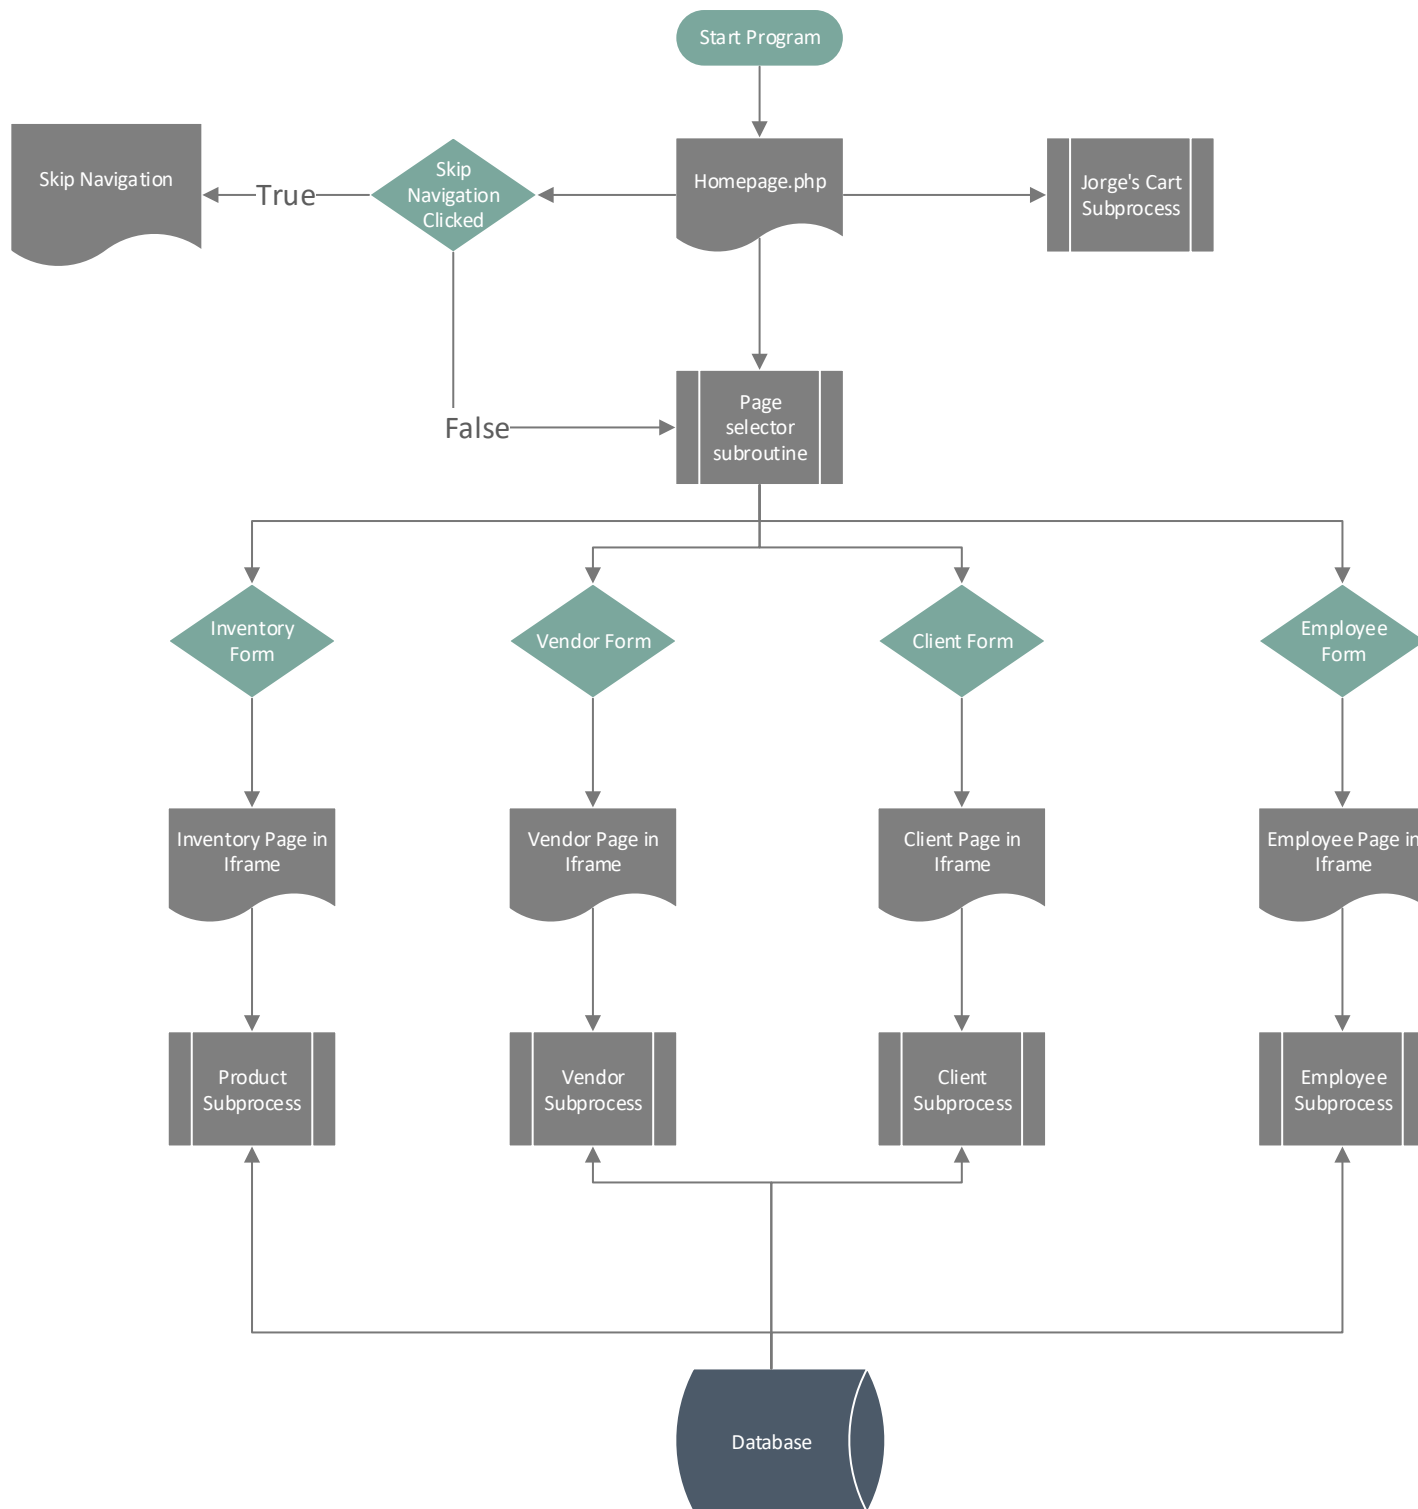 Start Program
Skip Navigation
True
Skip
Navigation
Clicked
Homepage.php
Jorge's Cart
Subprocess
False
Page
selector
subroutine
Inventory
Form
Vendor Form
Client Form
Employee
Form
Inventory Page in
Iframe
Vendor Page in
Iframe
Client Page in
Iframe
Employee Page in
Iframe
Product
Subprocess
Vendor
Subprocess
Client
Subprocess
Employee
Subprocess
Database